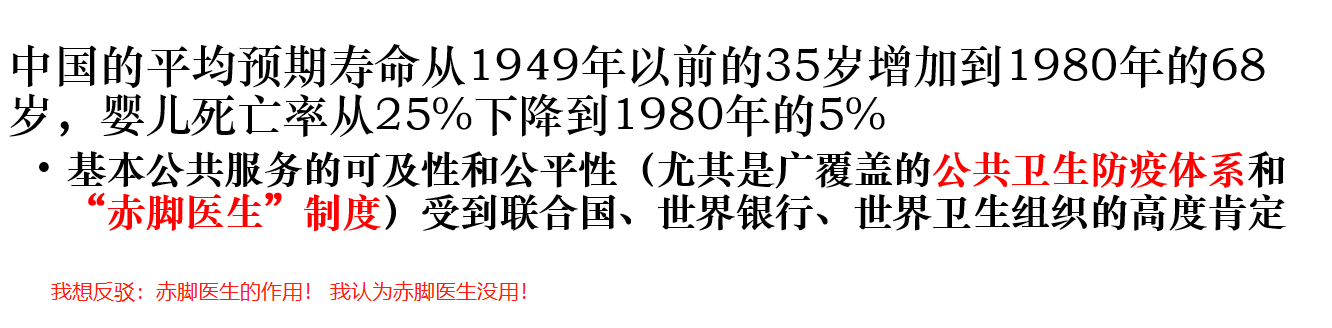 中国的平均预期寿命从1949年以前的35岁增加到1980年的68
岁，婴儿死亡率从25%下降到1980年的5%
• 基本公共服务的可及性和公平性（尤其是广覆盖的公共卫生防疫体系和
“赤脚医生”制度）受到联合国、世界银行、世界卫生组织的高度肯定
我想反驳：赤脚医生的作用！ 我认为赤脚医生没用！